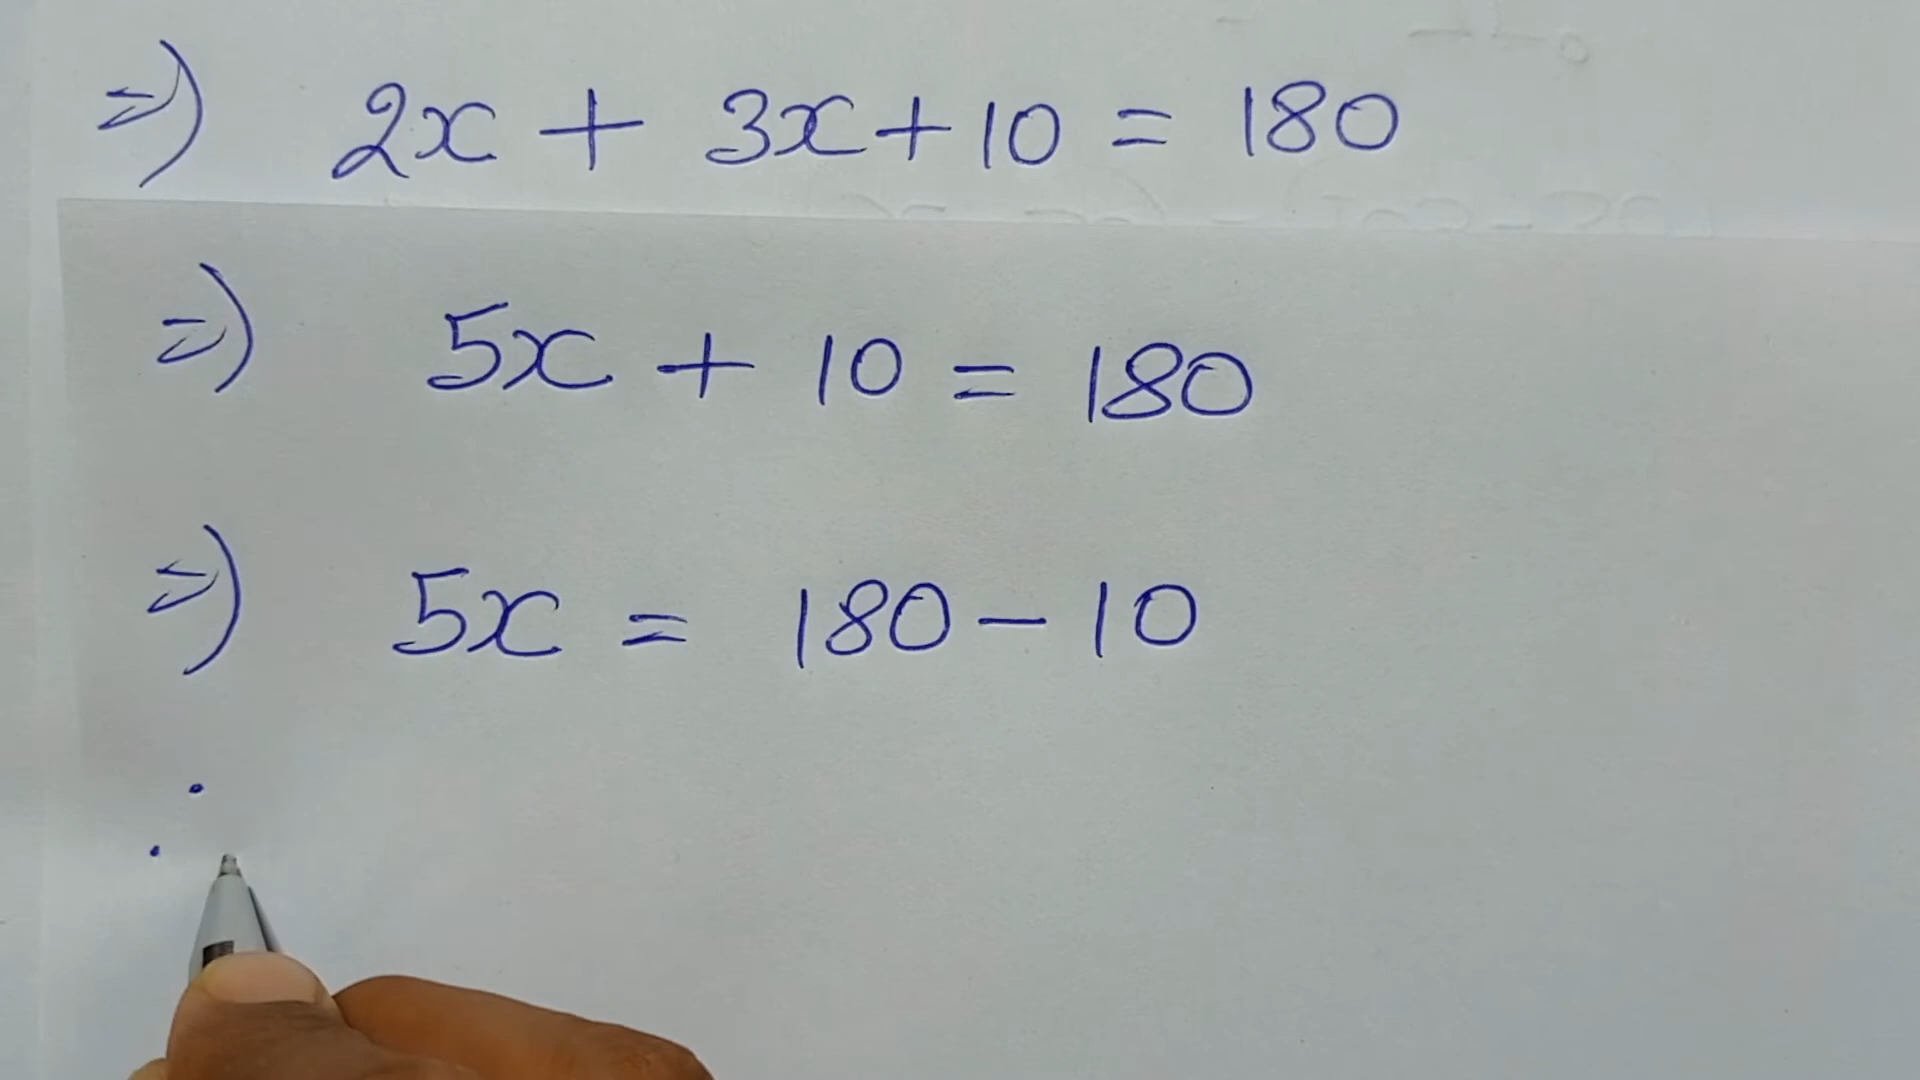 ⇒) 2x + 3x + 10 = 180
⇒) 5x + 10 = 180
⇒) 5x = 180 - 10